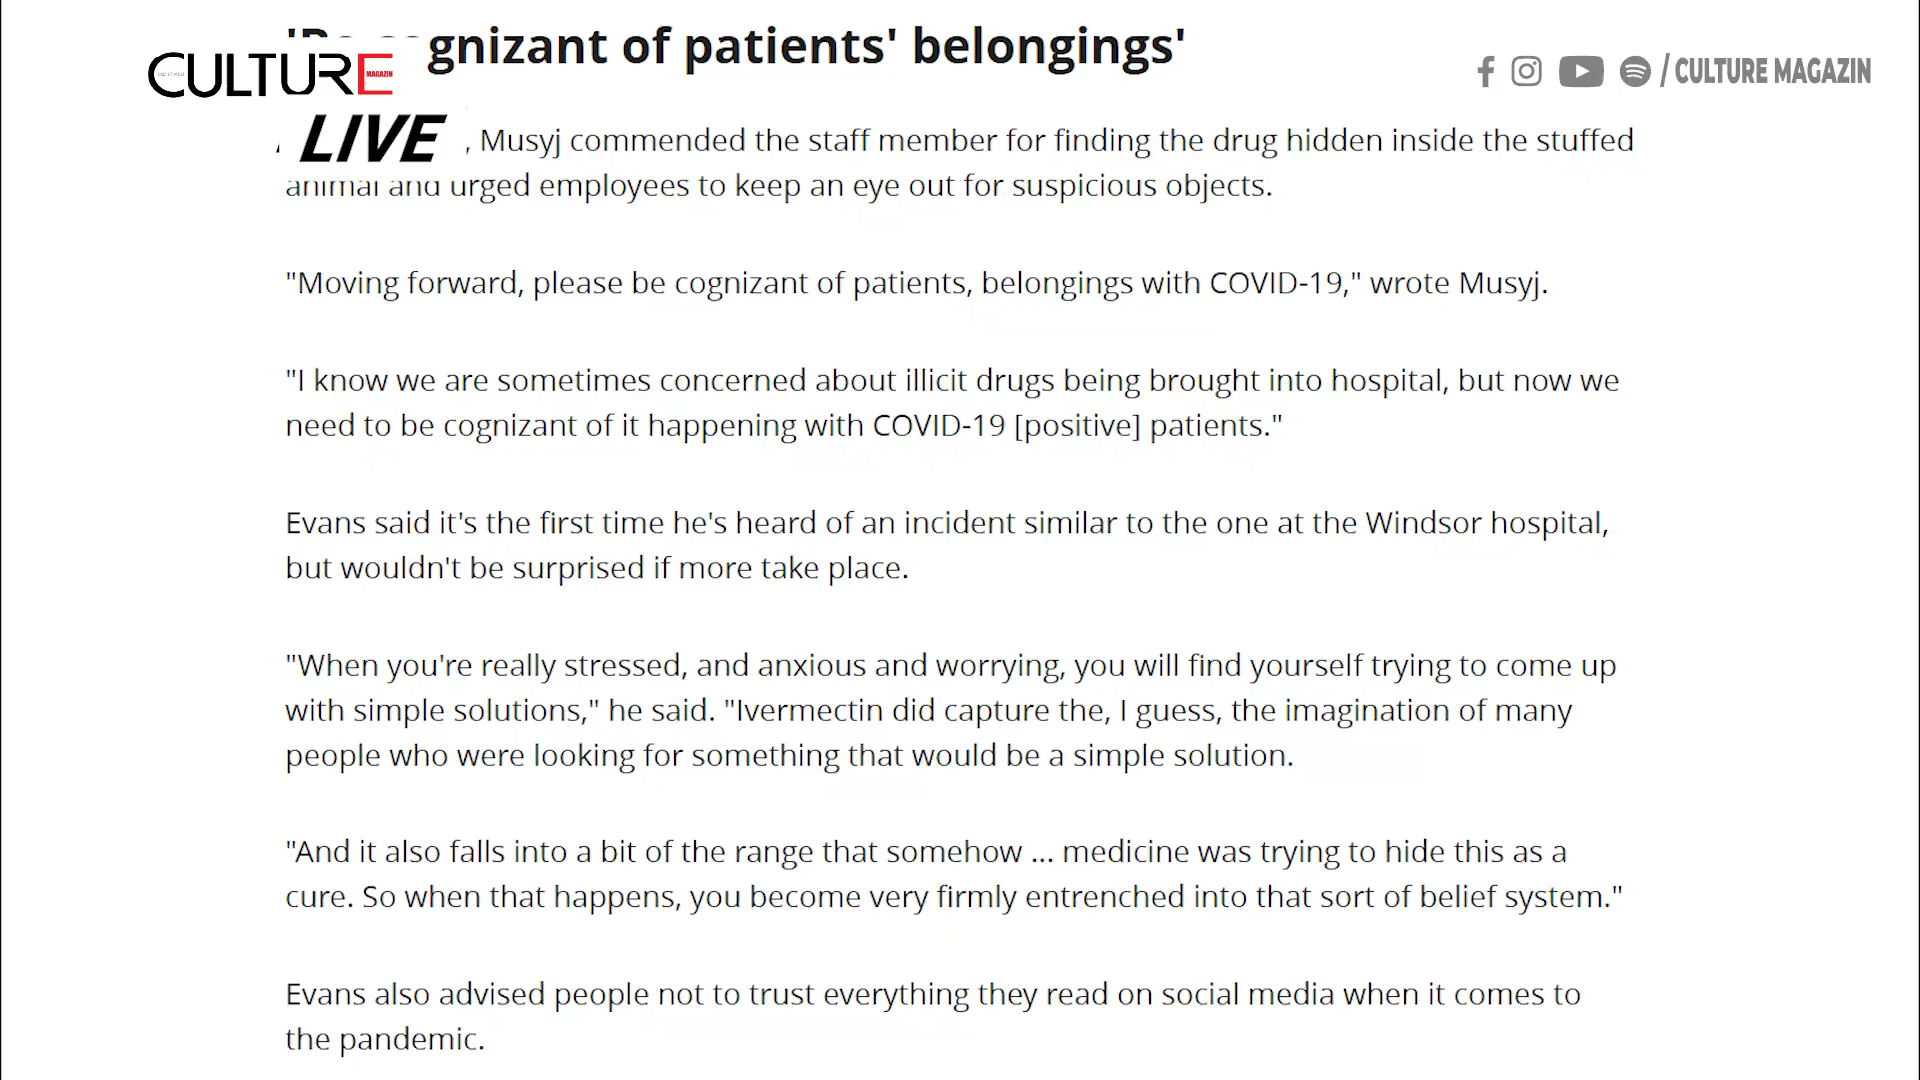 gnizant of patients' belongings'
CULTURE
MAGAZIN
/ CULTURE MAGAZIN
LIVE
, Musyj commended the staff member for finding the drug hidden inside the stuffed
animal and urged employees to keep an eye out for suspicious objects.
"Moving forward, please be cognizant of patients, belongings with COVID-19," wrote Musyj.
"I know we are sometimes concerned about illicit drugs being brought into hospital, but now we
need to be cognizant of it happening with COVID-19 [positive] patients."
Evans said it's the first time he's heard of an incident similar to the one at the Windsor hospital,
but wouldn't be surprised if more take place.
"When you're really stressed, and anxious and worrying, you will find yourself trying to come up
with simple solutions," he said. "Ivermectin did capture the, I guess, the imagination of many
people who were looking for something that would be a simple solution.
"And it also falls into a bit of the range that somehow ... medicine was trying to hide this as a
cure. So when that happens, you become very firmly entrenched into that sort of belief system."
Evans also advised people not to trust everything they read on social media when it comes to
the pandemic.